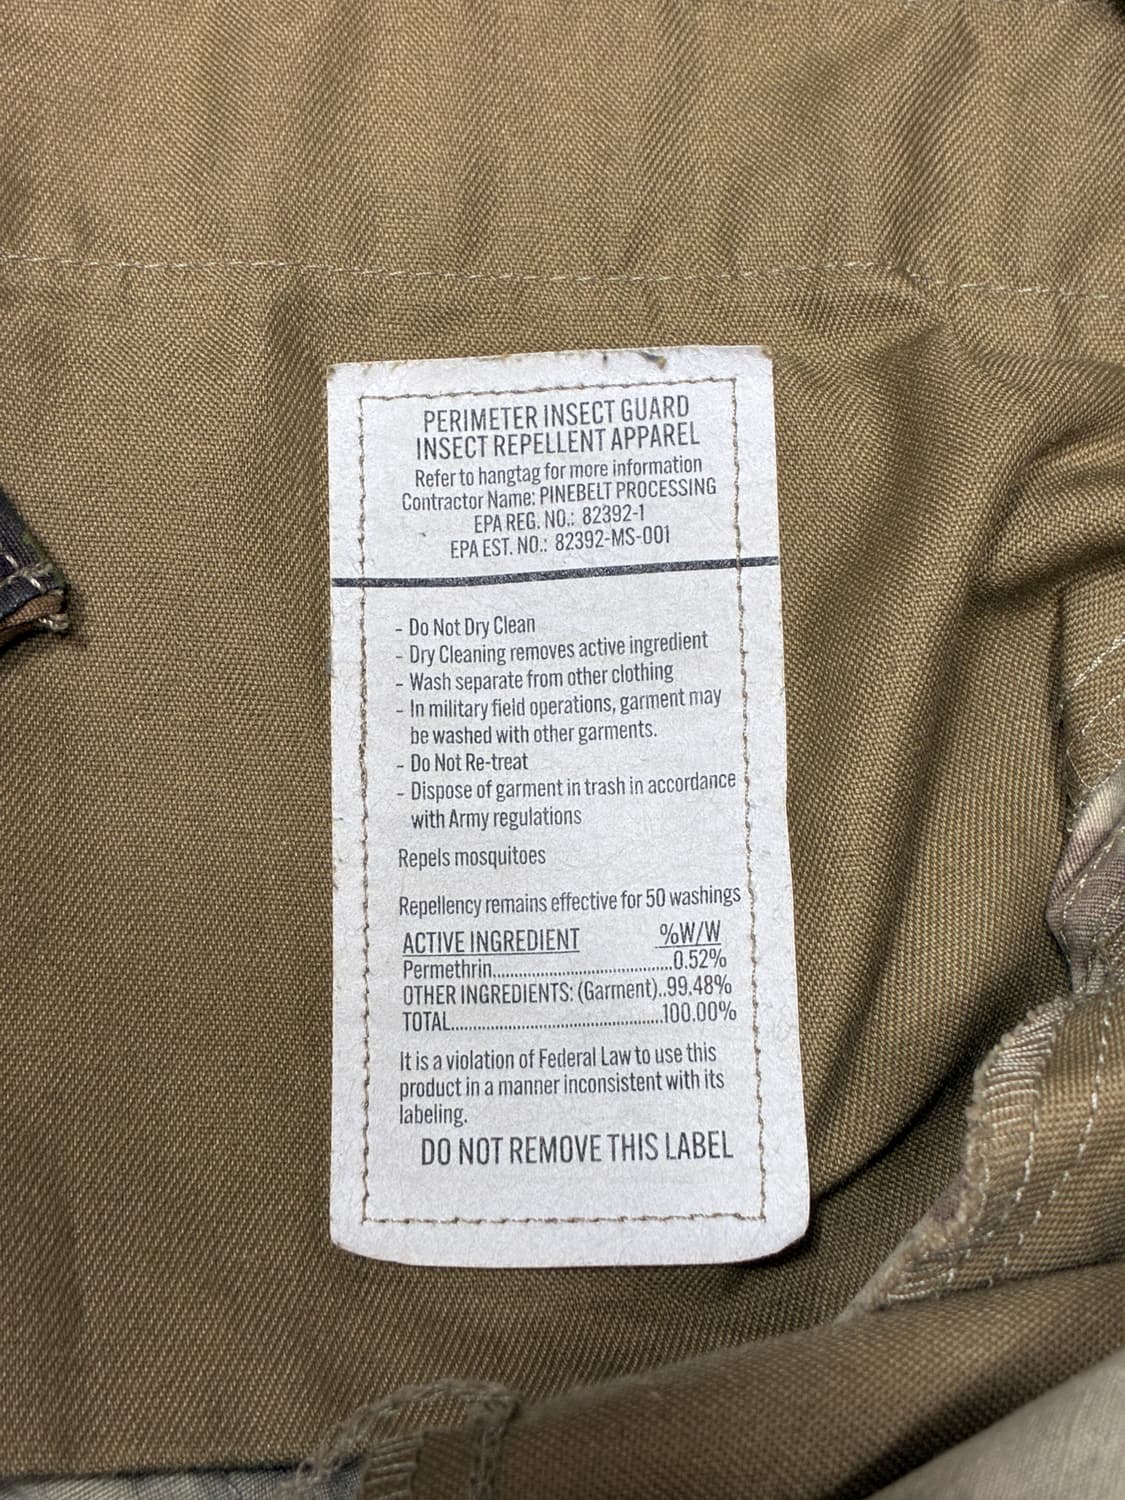 PERIMETER INSECT GUARD
INSECT REPELLENT APPAREL
Refer to hangtag for more information
Contractor Name: PINEBELT PROCESSING
EPA REG. NO.: 82392-1
EPA EST. NO.: 82392-MS-001
- Do Not Dry Clean
- Dry Cleaning removes active ingredient
- Wash separate from other clothing
- In military field operations, garment may
be washed with other garments.
- Do Not Re-treat
- Dispose of garment in trash in accordance
with Army regulations
Repels mosquitoes
Repellency remains effective for 50 washings
ACTIVE INGREDIENT %W/W
Permethrin..........................................0.52%
OTHER INGREDIENTS: (Garment)..99.48%
TOTAL.................................................100.00%
It is a violation of Federal Law to use this
product in a manner inconsistent with its
labeling.
DO NOT REMOVE THIS LABEL